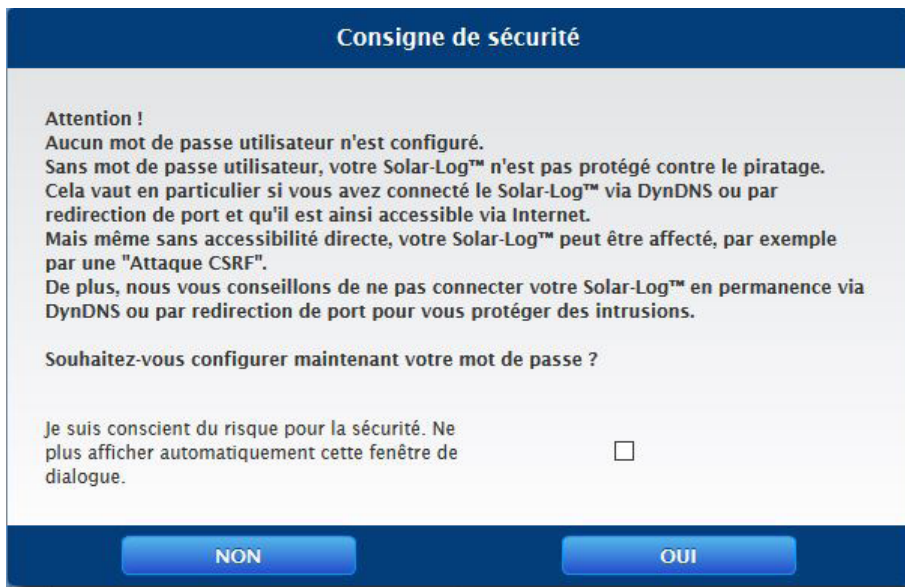 Consigne de sécurité
Attention !
Aucun mot de passe utilisateur n'est configuré.
Sans mot de passe utilisateur, votre Solar-Log™ n'est pas protégé contre le piratage.
Cela vaut en particulier si vous avez connecté le Solar-Log™ via DynDNS ou par
redirection de port et qu'il est ainsi accessible via Internet.
Mais même sans accessibilité directe, votre Solar-Log™ peut être affecté, par exemple
par une "Attaque CSRF".
De plus, nous vous conseillons de ne pas connecter votre Solar-Log™ en permanence via
DynDNS ou par redirection de port pour vous protéger des intrusions.
Souhaitez-vous configurer maintenant votre mot de passe ?
Je suis conscient du risque pour la sécurité. Ne
plus afficher automatiquement cette fenêtre de
dialogue.
NON
OUI